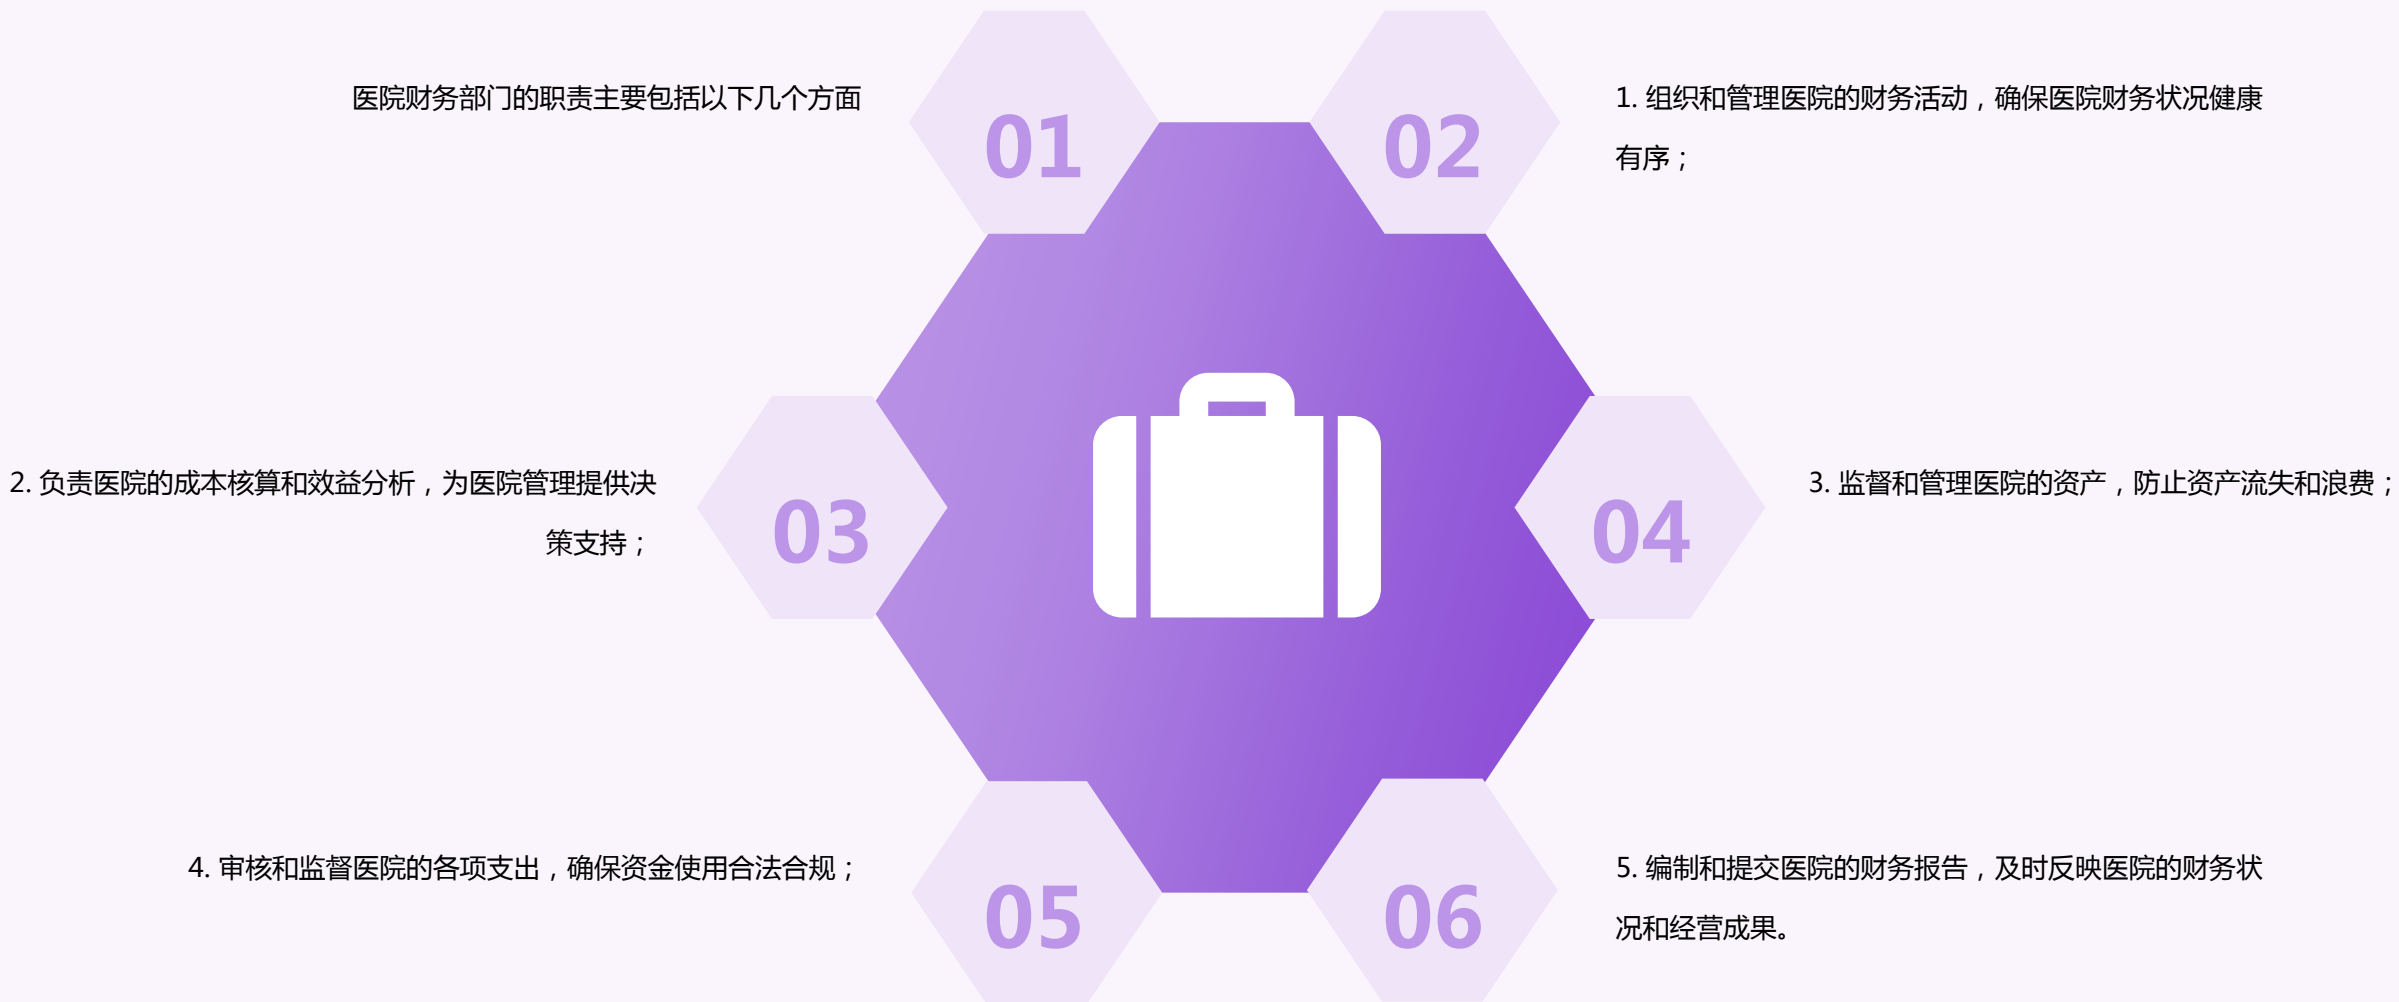 医院财务部门的职责主要包括以下几个方面
01
02
1. 组织和管理医院的财务活动，确保医院财务状况健康
有序；
2. 负责医院的成本核算和效益分析，为医院管理提供决
策支持；
03
04
3. 监督和管理医院的资产，防止资产流失和浪费；
4. 审核和监督医院的各项支出，确保资金使用合法合规；
05
06
5. 编制和提交医院的财务报告，及时反映医院的财务状
况和经营成果。